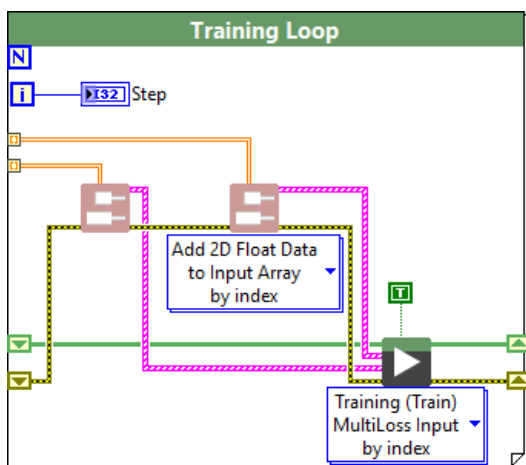 Training Loop
N
i
I32 Step
Add 2D Float Data
to Input Array
by index
T
Training (Train)
MultiLoss Input
by index